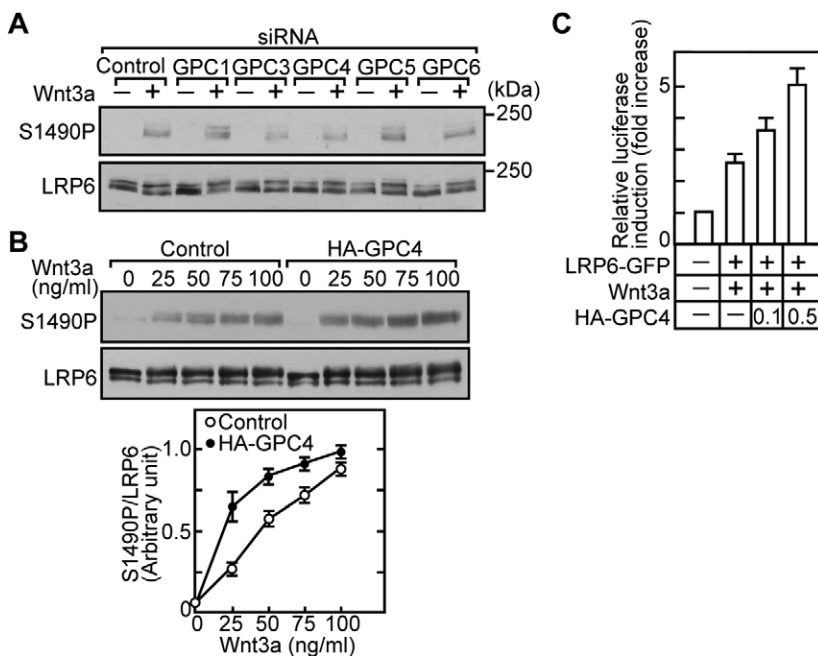 A
siRNA
Control GPC1 GPC3 GPC4 GPC5 GPC6
Wnt3a — + — + — + — + — + — + (kDa)
S1490P
250
LRP6
250
B
Control HA-GPC4
Wnt3a
(ng/ml) 0 25 50 75 100 0 25 50 75 100
S1490P
LRP6
Control
HA-GPC4
S1490P/LRP6
(Arbitrary unit)
1.0
0.5
0
0 25 50 75 100
Wnt3a (ng/ml)
C
Relative luciferase
induction (fold increase)
5
0
LRP6-GFP — + + +
Wnt3a — + + +
HA-GPC4 — — 0.1 0.5